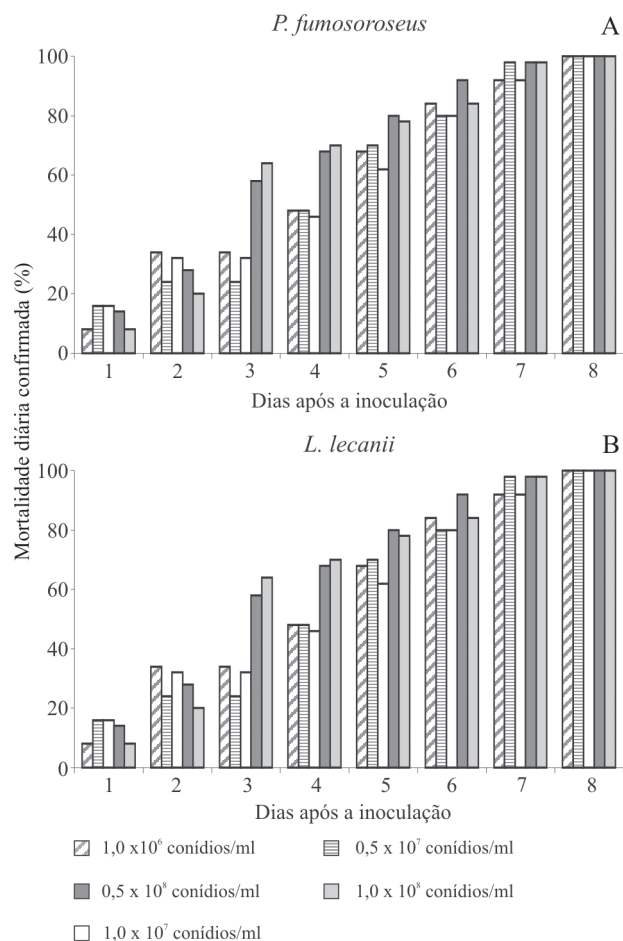 P. fumosoroseus
A
100
80
60
40
20
0
1 2 3 4 5 6 7 8
Dias após a inoculação
Mortalidade diária confirmada (%)
L. lecanii
B
100
80
60
40
20
0
1 2 3 4 5 6 7 8
Dias após a inoculação
1,0 x10⁶ conídios/ml
0,5 x 10⁷ conídios/ml
0,5 x 10⁸ conídios/ml
1,0 x 10⁸ conídios/ml
1,0 x 10⁷ conídios/ml